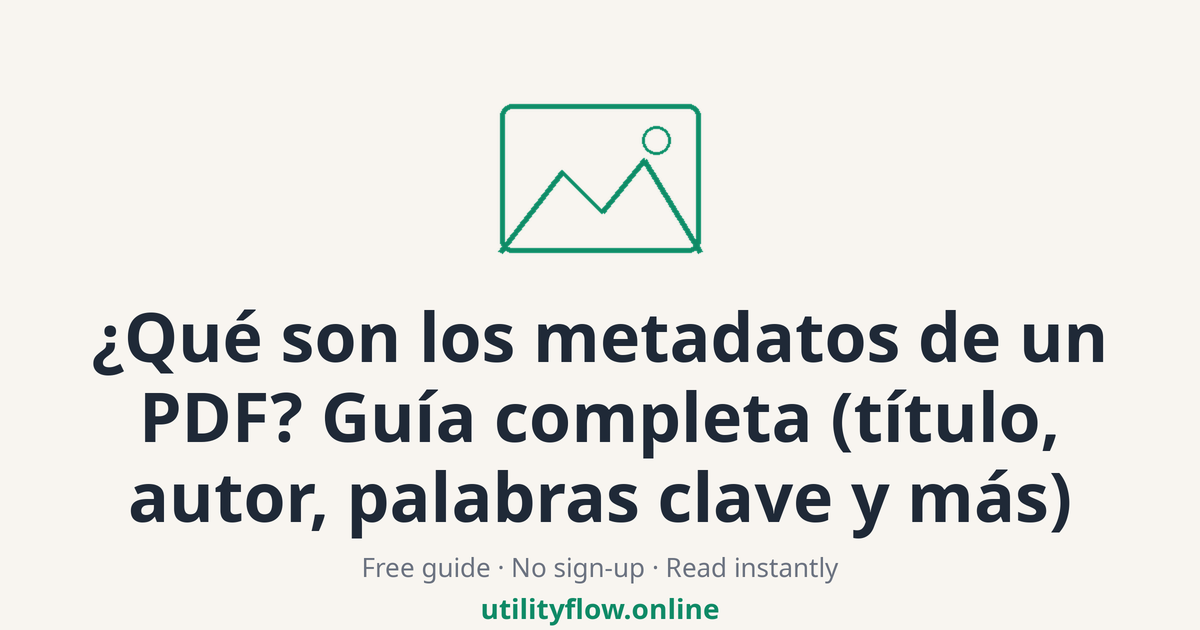 ¿Qué son los metadatos de un
PDF? Guía completa (título,
autor, palabras clave y más)
Free guide · No sign-up · Read instantly
utilityflow.online